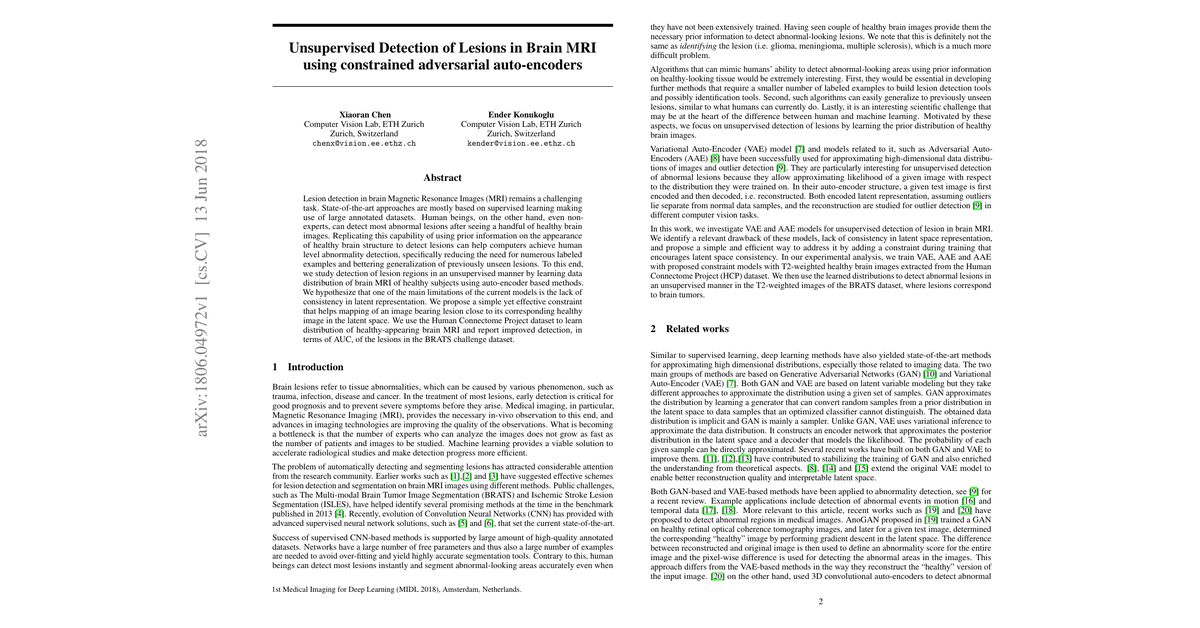 arXiv:1806.04972v1 [cs.CV] 13 Jun 2018
Unsupervised Detection of Lesions in Brain MRI
using constrained adversarial auto-encoders
Xiaoran Chen
Computer Vision Lab, ETH Zurich
Zurich, Switzerland
chenx@vision.ee.ethz.ch
Ender Konukoglu
Computer Vision Lab, ETH Zurich
Zurich, Switzerland
kender@vision.ee.ethz.ch
Abstract
Lesion detection in brain Magnetic Resonance Images (MRI) remains a challenging
task. State-of-the-art approaches are mostly based on supervised learning making
use of large annotated datasets. Human beings, on the other hand, even non-
experts, can detect most abnormal lesions after seeing a handful of healthy brain
images. Replicating this capability of using prior information on the appearance
of healthy brain structure to detect lesions can help computers achieve human
level abnormality detection, specifically reducing the need for numerous labeled
examples and bettering generalization of previously unseen lesions. To this end,
we study detection of lesion regions in an unsupervised manner by learning data
distribution of brain MRI of healthy subjects using auto-encoder based methods.
We hypothesize that one of the main limitations of the current models is the lack of
consistency in latent representation. We propose a simple yet effective constraint
that helps mapping of an image bearing lesion close to its corresponding healthy
image in the latent space. We use the Human Connectome Project dataset to learn
distribution of healthy-appearing brain MRI and report improved detection, in
terms of AUC, of the lesions in the BRATS challenge dataset.
1 Introduction
Brain lesions refer to tissue abnormalities, which can be caused by various phenomenon, such as
trauma, infection, disease and cancer. In the treatment of most lesions, early detection is critical for
good prognosis and to prevent severe symptoms before they arise. Medical imaging, in particular,
Magnetic Resonance Imaging (MRI), provides the necessary in-vivo observation to this end, and
advances in imaging technologies are improving the quality of the observations. What is becoming
a bottleneck is that the number of experts who can analyze the images does not grow as fast as
the number of patients and images to be studied. Machine learning provides a viable solution to
accelerate radiological studies and make detection progress more efficient.
The problem of automatically detecting and segmenting lesions has attracted considerable attention
from the research community. Earlier works such as [1],[2] and [3] have suggested effective schemes
for lesion detection and segmentation on brain MRI images using different methods. Public challenges,
such as The Multi-modal Brain Tumor Image Segmentation (BRATS) and Ischemic Stroke Lesion
Segmentation (ISLES), have helped identify several promising methods at the time in the benchmark
published in 2013 [4]. Recently, evolution of Convolution Neural Networks (CNN) has provided with
advanced supervised neural network solutions, such as [5] and [6], that set the current state-of-the-art.
Success of supervised CNN-based methods is supported by large amount of high-quality annotated
datasets. Networks have a large number of free parameters and thus also a large number of examples
are needed to avoid over-fitting and yield highly accurate segmentation tools. Contrary to this, human
beings can detect most lesions instantly and segment abnormal-looking areas accurately even when
1st Medical Imaging for Deep Learning (MIDL 2018), Amsterdam, Netherlands.
they have not been extensively trained. Having seen couple of healthy brain images provide them the
necessary prior information to detect abnormal-looking lesions. We note that this is definitely not the
same as identifying the lesion (i.e. glioma, meningioma, multiple sclerosis), which is a much more
difficult problem.
Algorithms that can mimic humans' ability to detect abnormal-looking areas using prior information
on healthy-looking tissue would be extremely interesting. First, they would be essential in developing
further methods that require a smaller number of labeled examples to build lesion detection tools
and possibly identification tools. Second, such algorithms can easily generalize to previously unseen
lesions, similar to what humans can currently do. Lastly, it is an interesting scientific challenge that
may be at the heart of the difference between human and machine learning. Motivated by these
aspects, we focus on unsupervised detection of lesions by learning the prior distribution of healthy
brain images.
Variational Auto-Encoder (VAE) model [7] and models related to it, such as Adversarial Auto-
Encoders (AAE) [8] have been successfully used for approximating high-dimensional data distribu-
tions of images and outlier detection [9]. They are particularly interesting for unsupervised detection
of abnormal lesions because they allow approximating likelihood of a given image with respect
to the distribution they were trained on. In their auto-encoder structure, a given test image is first
encoded and then decoded, i.e. reconstructed. Both encoded latent representation, assuming outliers
lie separate from normal data samples, and the reconstruction are studied for outlier detection [9] in
different computer vision tasks.
In this work, we investigate VAE and AAE models for unsupervised detection of lesion in brain MRI.
We identify a relevant drawback of these models, lack of consistency in latent space representation,
and propose a simple and efficient way to address it by adding a constraint during training that
encourages latent space consistency. In our experimental analysis, we train VAE, AAE and AAE
with proposed constraint models with T2-weighted healthy brain images extracted from the Human
Connectome Project (HCP) dataset. We then use the learned distributions to detect abnormal lesions in
an unsupervised manner in the T2-weighted images of the BRATS dataset, where lesions correspond
to brain tumors.
2 Related works
Similar to supervised learning, deep learning methods have also yielded state-of-the-art methods
for approximating high dimensional distributions, especially those related to imaging data. The two
main groups of methods are based on Generative Adversarial Networks (GAN) [10] and Variational
Auto-Encoder (VAE) [7]. Both GAN and VAE are based on latent variable modeling but they take
different approaches to approximate the distribution using a given set of samples. GAN approximates
the distribution by learning a generator that can convert random samples from a prior distribution in
the latent space to data samples that an optimized classifier cannot distinguish. The obtained data
distribution is implicit and GAN is mainly a sampler. Unlike GAN, VAE uses variational inference to
approximate the data distribution. It constructs an encoder network that approximates the posterior
distribution in the latent space and a decoder that models the likelihood. The probability of each
given sample can be directly approximated. Several recent works have built on both GAN and VAE to
improve them. [11], [12],[13] have contributed to stabilizing the training of GAN and also enriched
the understanding from theoretical aspects. [8], [14] and [15] extend the original VAE model to
enable better reconstruction quality and interpretable latent space.
Both GAN-based and VAE-based methods have been applied to abnormality detection, see [9] for
a recent review. Example applications include detection of abnormal events in motion [16] and
temporal data [17], [18]. More relevant to this article, recent works such as [19] and [20] have
proposed to detect abnormal regions in medical images. AnoGAN proposed in [19] trained a GAN
on healthy retinal optical coherence tomography images, and later for a given test image, determined
the corresponding "healthy" image by performing gradient descent in the latent space. The difference
between reconstructed and original image is then used to define an abnormality score for the entire
image and the pixel-wise difference is used for detecting the abnormal areas in the images. This
approach differs from the VAE-based methods in the way they reconstruct the "healthy" version of
the input image. [20] on the other hand, used 3D convolutional auto-encoders to detect abnormal
2